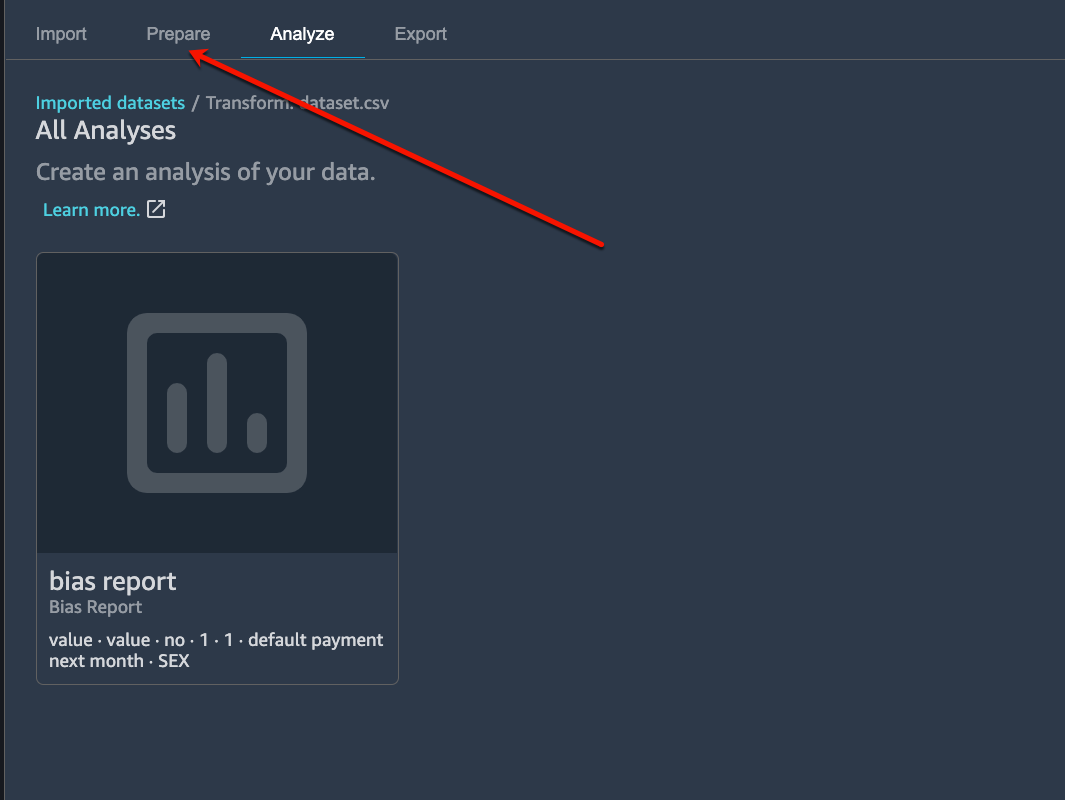 Import Prepare Analyze Export
Imported datasets / Transform: dataset.csv
All Analyses
Create an analysis of your data.
Learn more.
bias report
Bias Report
value · value · no · 1 · 1 · default payment
next month · SEX